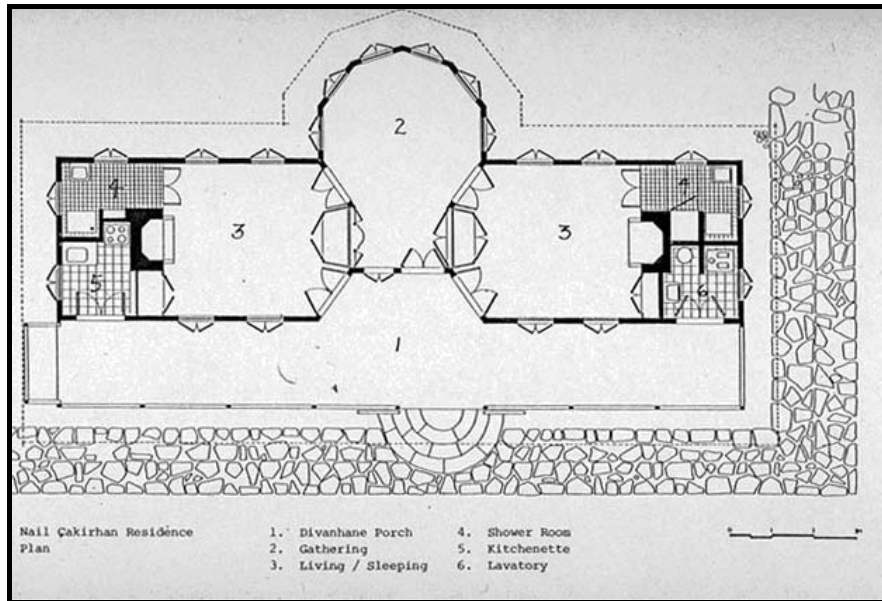 2
4
3
3
4
5
6
1
Nail Çakirhan Residence
Plan
1. Divanhane Porch
2. Gathering
3. Living / Sleeping
4. Shower Room
5. Kitchenette
6. Lavatory